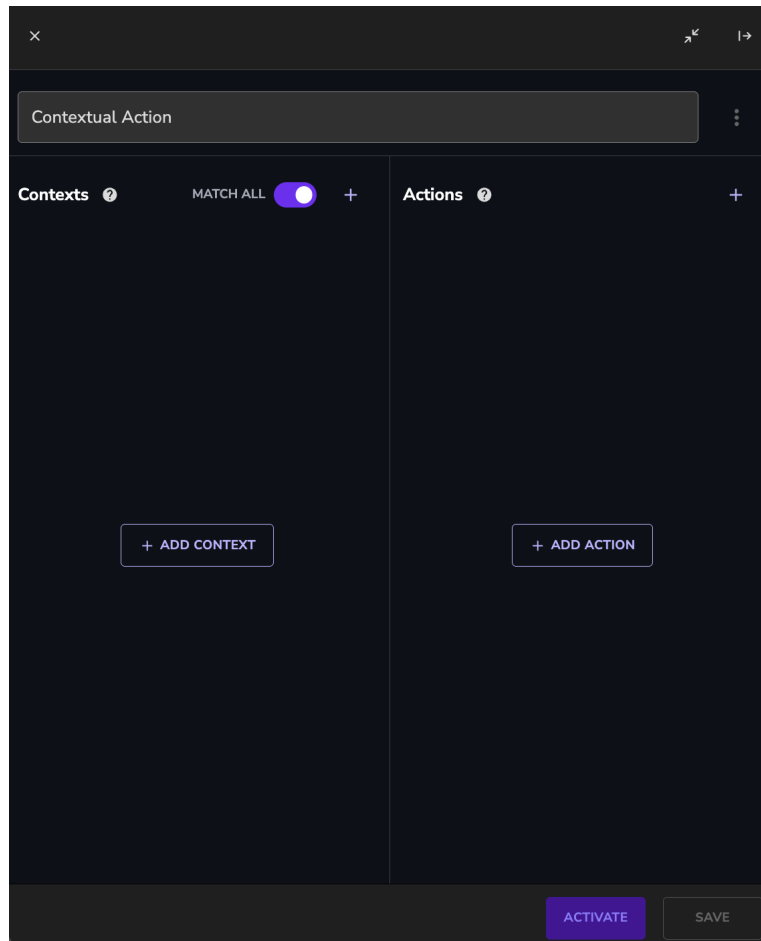 Contextual Action
Contexts
MATCH ALL
Actions
ADD CONTEXT
ADD ACTION
ACTIVATE
SAVE